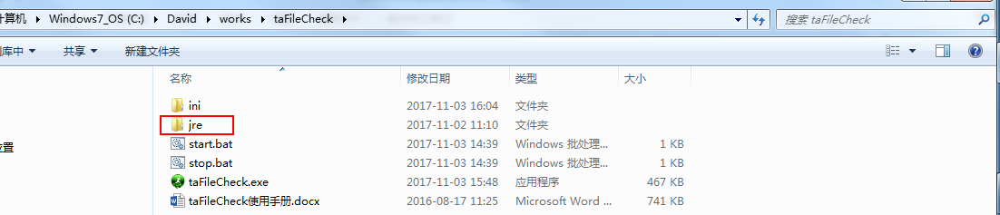 计算机 ▸ Windows7_OS (C:) ▸ David ▸ works ▸ taFileCheck ▸ 搜索 taFileCheck
库中 共享 新建文件夹
名称 修改日期 类型 大小
ini 2017-11-03 16:04 文件夹
jre 2017-11-02 11:10 文件夹
start.bat 2017-11-03 14:39 Windows 批处理... 1 KB
位置
stop.bat 2017-11-03 14:39 Windows 批处理... 1 KB
taFileCheck.exe 2017-11-03 15:48 应用程序 467 KB
taFileCheck使用手册.docx 2016-08-17 11:25 Microsoft Word ... 741 KB